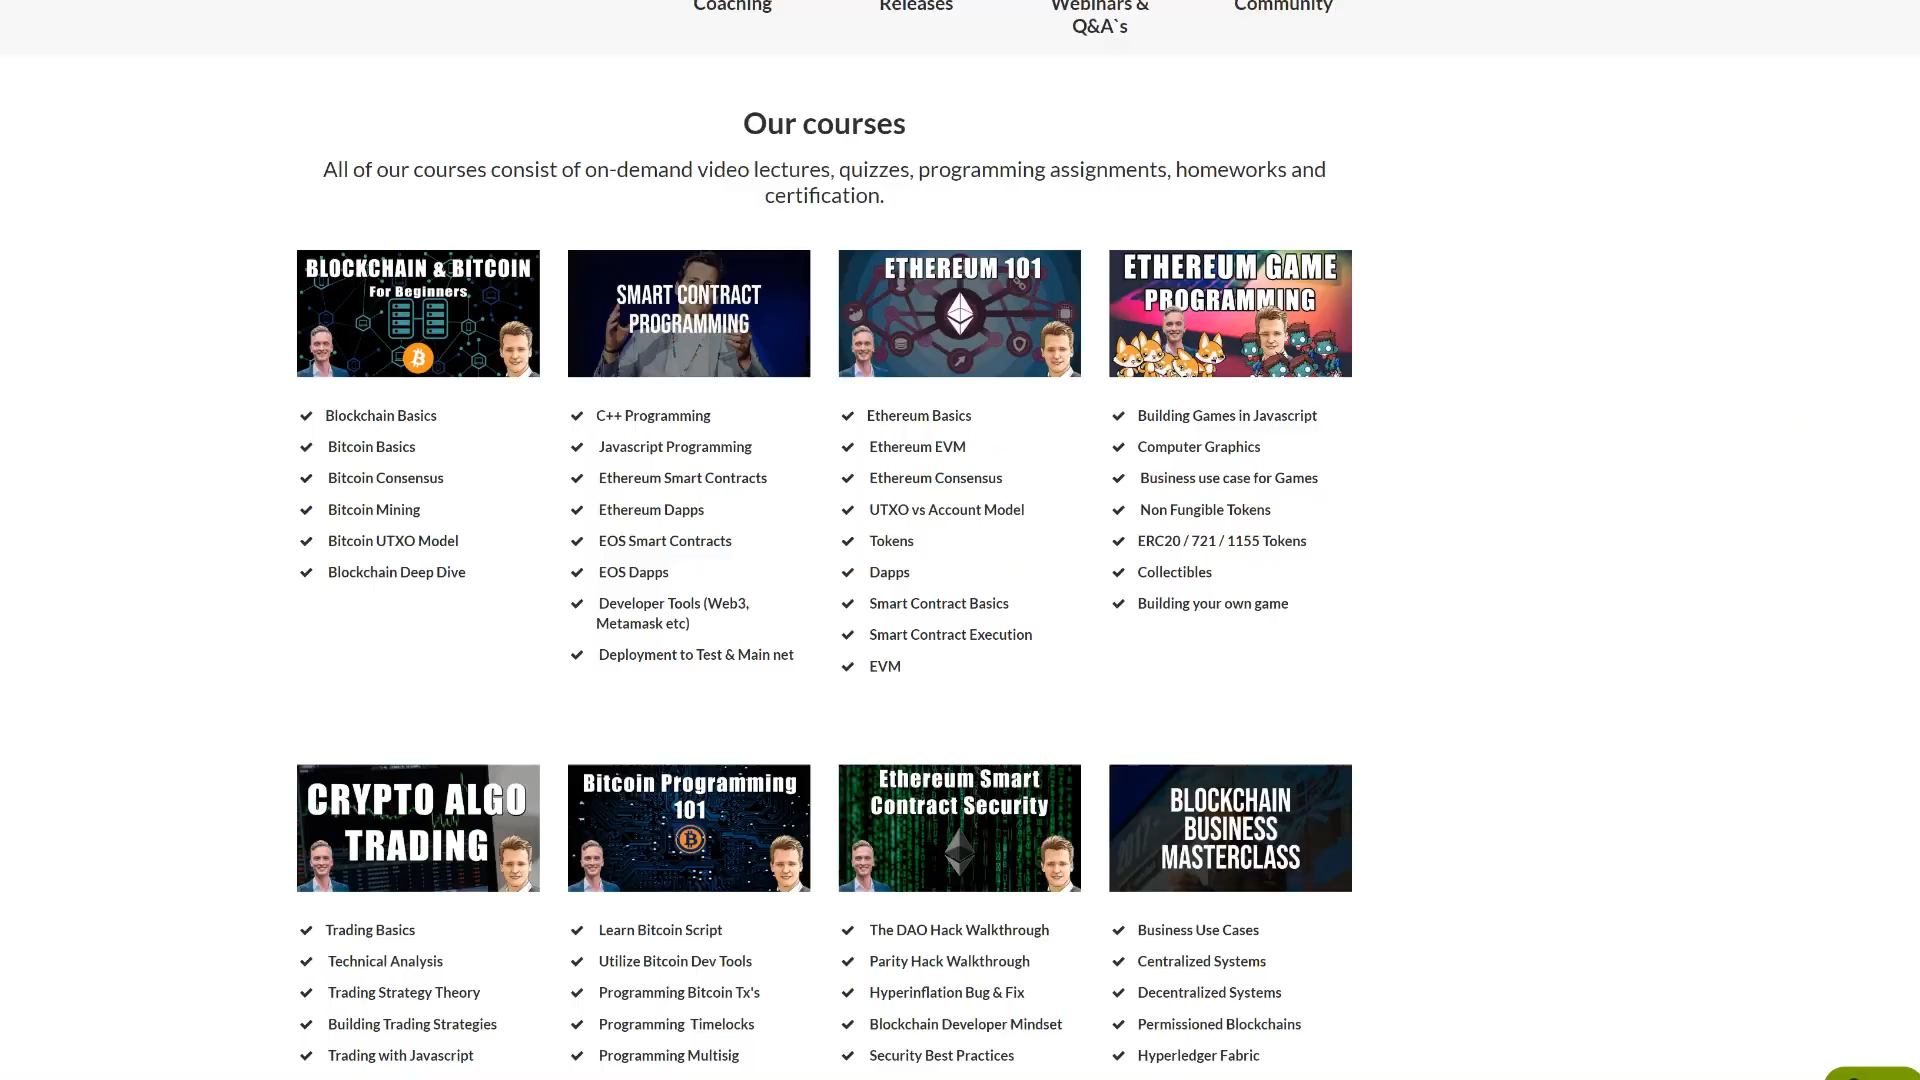 Coaching
Releases
Webinars &
Q&A`s
Community
Our courses
All of our courses consist of on-demand video lectures, quizzes, programming assignments, homeworks and
certification.
BLOCKCHAIN & BITCOIN
For Beginners
Blockchain Basics
Bitcoin Basics
Bitcoin Consensus
Bitcoin Mining
Bitcoin UTXO Model
Blockchain Deep Dive
SMART CONTRACT
PROGRAMMING
C++ Programming
Javascript Programming
Ethereum Smart Contracts
Ethereum Dapps
EOS Smart Contracts
EOS Dapps
Developer Tools (Web3,
Metamask etc)
Deployment to Test & Main net
ETHEREUM 101
Ethereum Basics
Ethereum EVM
Ethereum Consensus
UTXO vs Account Model
Tokens
Dapps
Smart Contract Basics
Smart Contract Execution
EVM
ETHEREUM GAME
PROGRAMMING
Building Games in Javascript
Computer Graphics
Business use case for Games
Non Fungible Tokens
ERC20 / 721 / 1155 Tokens
Collectibles
Building your own game
CRYPTO ALGO
TRADING
Trading Basics
Technical Analysis
Trading Strategy Theory
Building Trading Strategies
Trading with Javascript
Bitcoin Programming
101
Learn Bitcoin Script
Utilize Bitcoin Dev Tools
Programming Bitcoin Tx's
Programming Timelocks
Programming Multisig
Ethereum Smart
Contract Security
The DAO Hack Walkthrough
Parity Hack Walkthrough
Hyperinflation Bug & Fix
Blockchain Developer Mindset
Security Best Practices
BLOCKCHAIN
BUSINESS
MASTERCLASS
Business Use Cases
Centralized Systems
Decentralized Systems
Permissioned Blockchains
Hyperledger Fabric